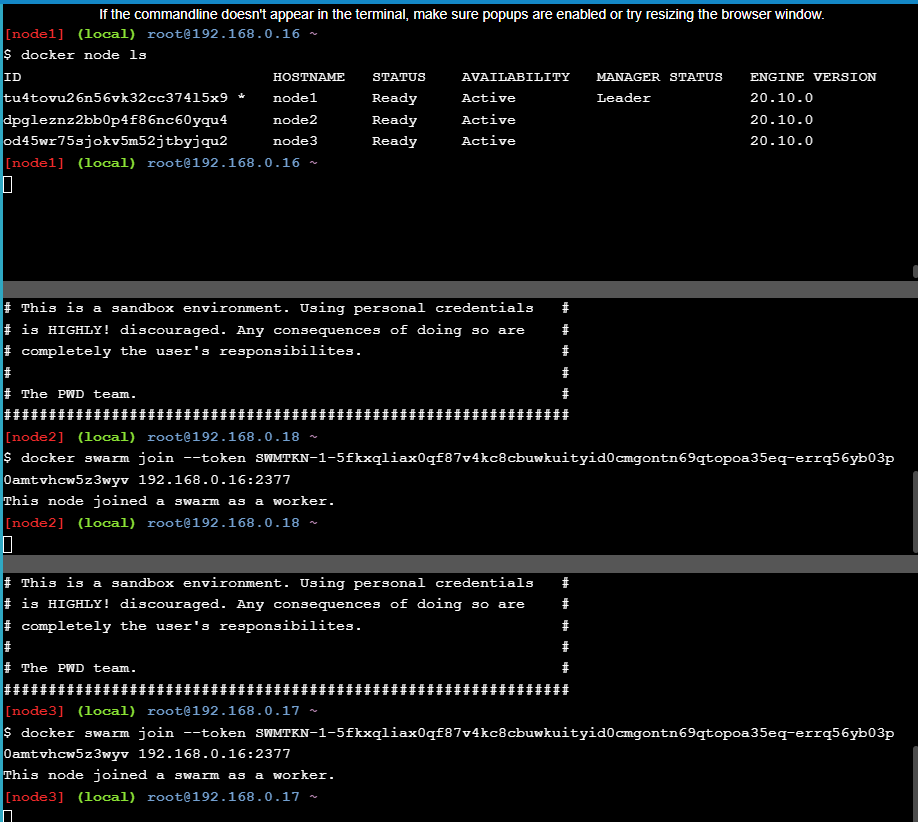 If the commandline doesn't appear in the terminal, make sure popups are enabled or try resizing the browser window.
[node1] (local) root@192.168.0.16 ~
$ docker node ls
ID HOSTNAME STATUS AVAILABILITY MANAGER STATUS ENGINE VERSION
tu4tovu26n56vk32cc374l5x9 * node1 Ready Active Leader 20.10.0
dpgleznz2bb0p4f86nc60yqu4 node2 Ready Active 20.10.0
od45wr75sjokv5m52jtbyjqu2 node3 Ready Active 20.10.0
[node1] (local) root@192.168.0.16 ~
# This is a sandbox environment. Using personal credentials #
# is HIGHLY! discouraged. Any consequences of doing so are #
# completely the user's responsibilites. #
# #
# The PWD team. #
###############################################################
[node2] (local) root@192.168.0.18 ~
$ docker swarm join --token SWMTKN-1-5fkxqliax0qf87v4kc8cbuwkuityid0cmgontn69qtopoa35eq-errq56yb03p
0amtvhcw5z3wyv 192.168.0.16:2377
This node joined a swarm as a worker.
[node2] (local) root@192.168.0.18 ~
# This is a sandbox environment. Using personal credentials #
# is HIGHLY! discouraged. Any consequences of doing so are #
# completely the user's responsibilites. #
# #
# The PWD team. #
###############################################################
[node3] (local) root@192.168.0.17 ~
$ docker swarm join --token SWMTKN-1-5fkxqliax0qf87v4kc8cbuwkuityid0cmgontn69qtopoa35eq-errq56yb03p
0amtvhcw5z3wyv 192.168.0.16:2377
This node joined a swarm as a worker.
[node3] (local) root@192.168.0.17 ~